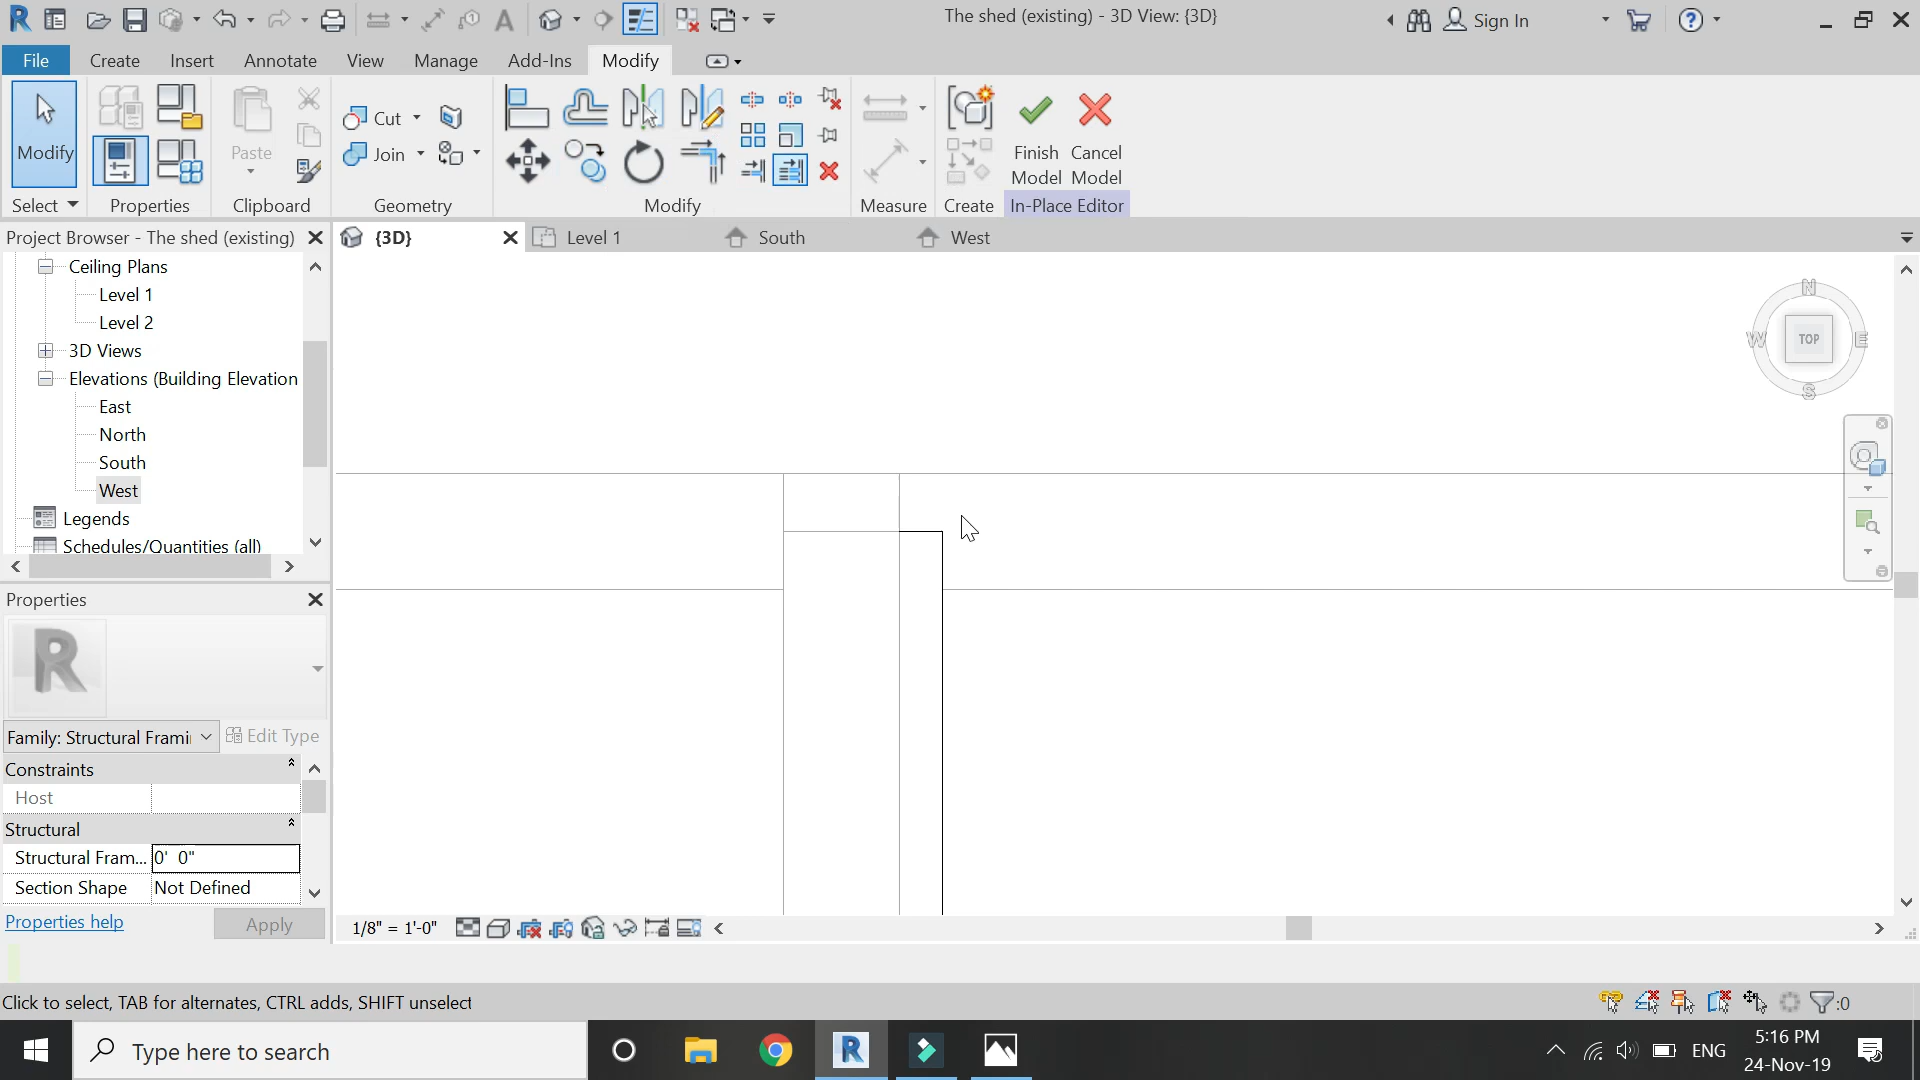 The shed (existing) - 3D View: {3D}
Sign In
File
Create
Insert
Annotate
View
Manage
Add-Ins
Modify
Modify
Paste
Cut
Join
Finish Model
Cancel Model
Select
Properties
Clipboard
Geometry
Modify
Measure
Create
In-Place Editor
Project Browser - The shed (existing)
{3D}
Level 1
South
West
Ceiling Plans
Level 1
Level 2
3D Views
Elevations (Building Elevation
East
North
South
West
Legends
Schedules/Quantities (all)
N
W
TOP
E
S
Properties
Family: Structural Frami
Edit Type
Constraints
Host
Structural
Structural Fram... 0' 0"
Section Shape Not Defined
Properties help
Apply
1/8" = 1'-0"
Click to select, TAB for alternates, CTRL adds, SHIFT unselect
:0
Type here to search
ENG
5:16 PM
24-Nov-19